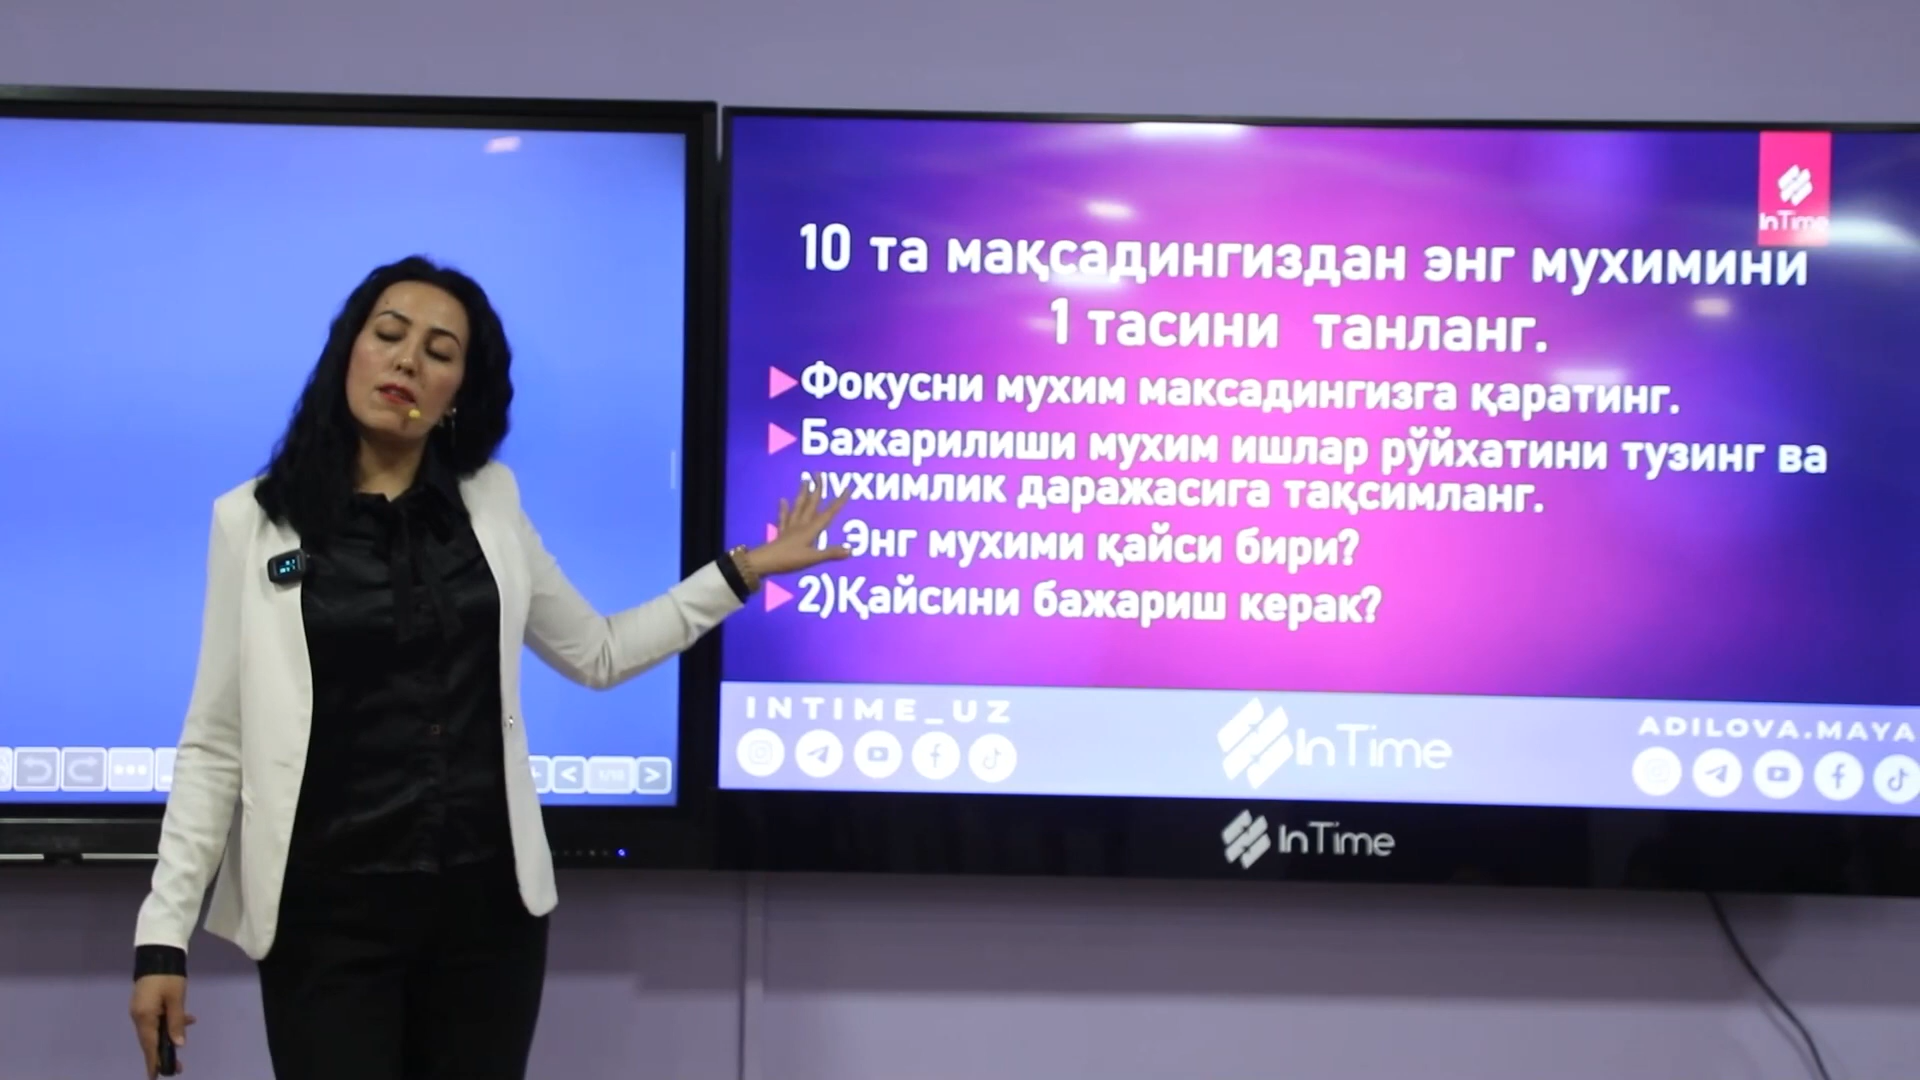 InTime
10 та мақсадингиздан энг мухимини
1 тасини танланг.
Фокусни мухим максадингизга қаратинг.
Бажарилиши мухим ишлар рўйхатини тузинг ва
мухимлик даражасига тақсимланг.
Энг мухими қайси бири?
2)Қайсини бажариш керак?
INTIME_UZ
InTime
ADILOVA.MAYA
InTime